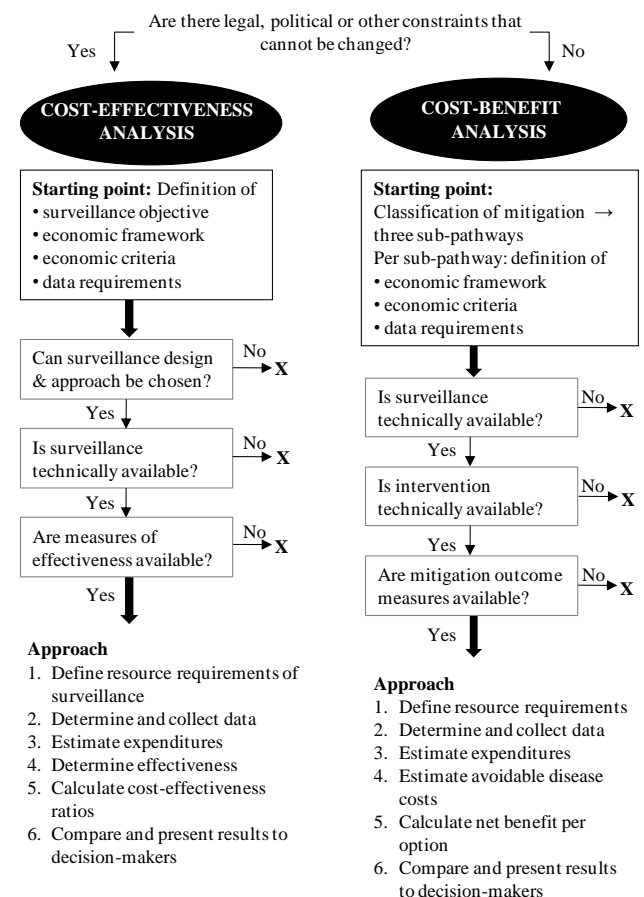 Are there legal, political or other constraints that
cannot be changed?
Yes
No
COST-EFFECTIVENESS
ANALYSIS
Starting point: Definition of
• surveillance objective
• economic framework
• economic criteria
• data requirements
Can surveillance design
& approach be chosen?
No
X
Yes
Is surveillance
technically available?
No
X
Yes
Are measures of
effectiveness available?
No
X
Yes
Approach
1. Define resource requirements of
surveillance
2. Determine and collect data
3. Estimate expenditures
4. Determine effectiveness
5. Calculate cost-effectiveness
ratios
6. Compare and present results to
decision-makers
COST-BENEFIT
ANALYSIS
Starting point:
Classification of mitigation →
three sub-pathways
Per sub-pathway: definition of
• economic framework
• economic criteria
• data requirements
Is surveillance
technically available?
No
X
Yes
Is intervention
technically available?
No
X
Yes
Are mitigation outcome
measures available?
No
X
Yes
Approach
1. Define resource requirements
2. Determine and collect data
3. Estimate expenditures
4. Estimate avoidable disease
costs
5. Calculate net benefit per
option
6. Compare and present results
to decision-makers